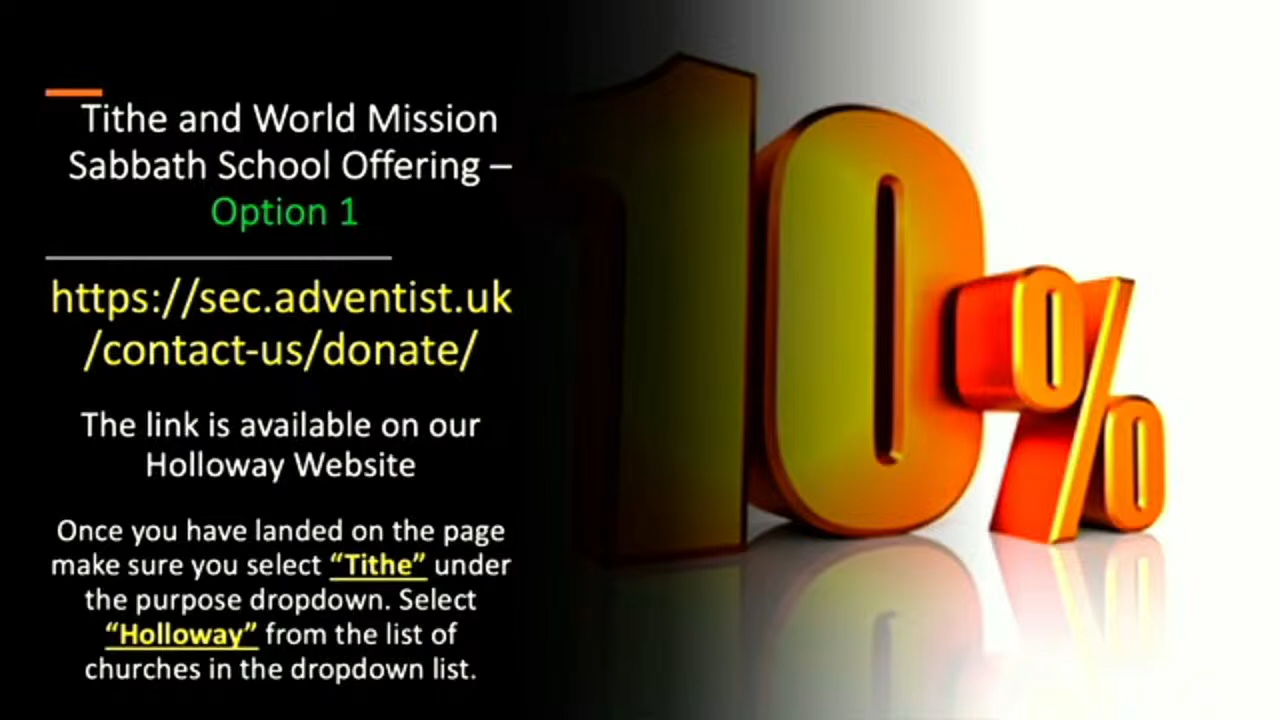 Tithe and World Mission
Sabbath School Offering –
Option 1
https://sec.adventist.uk
/contact-us/donate/
The link is available on our
Holloway Website
Once you have landed on the page
make sure you select “Tithe” under
the purpose dropdown. Select
“Holloway” from the list of
churches in the dropdown list.
10%